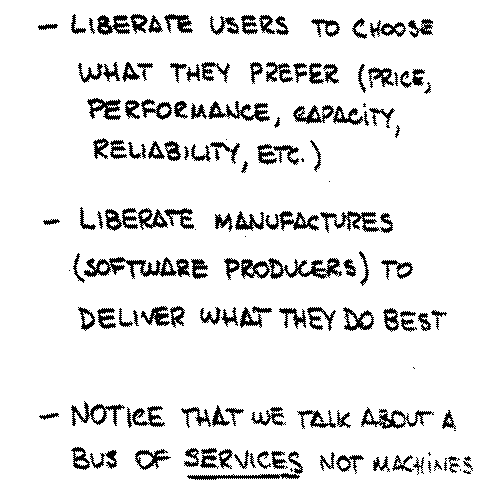 – LIBERATE USERS TO CHOOSE
WHAT THEY PREFER (PRICE,
PERFORMANCE, CAPACITY,
RELIABILITY, ETC.)
– LIBERATE MANUFACTURES
(SOFTWARE PRODUCERS) TO
DELIVER WHAT THEY DO BEST
– NOTICE THAT WE TALK ABOUT A
BUS OF SERVICES NOT MACHINES